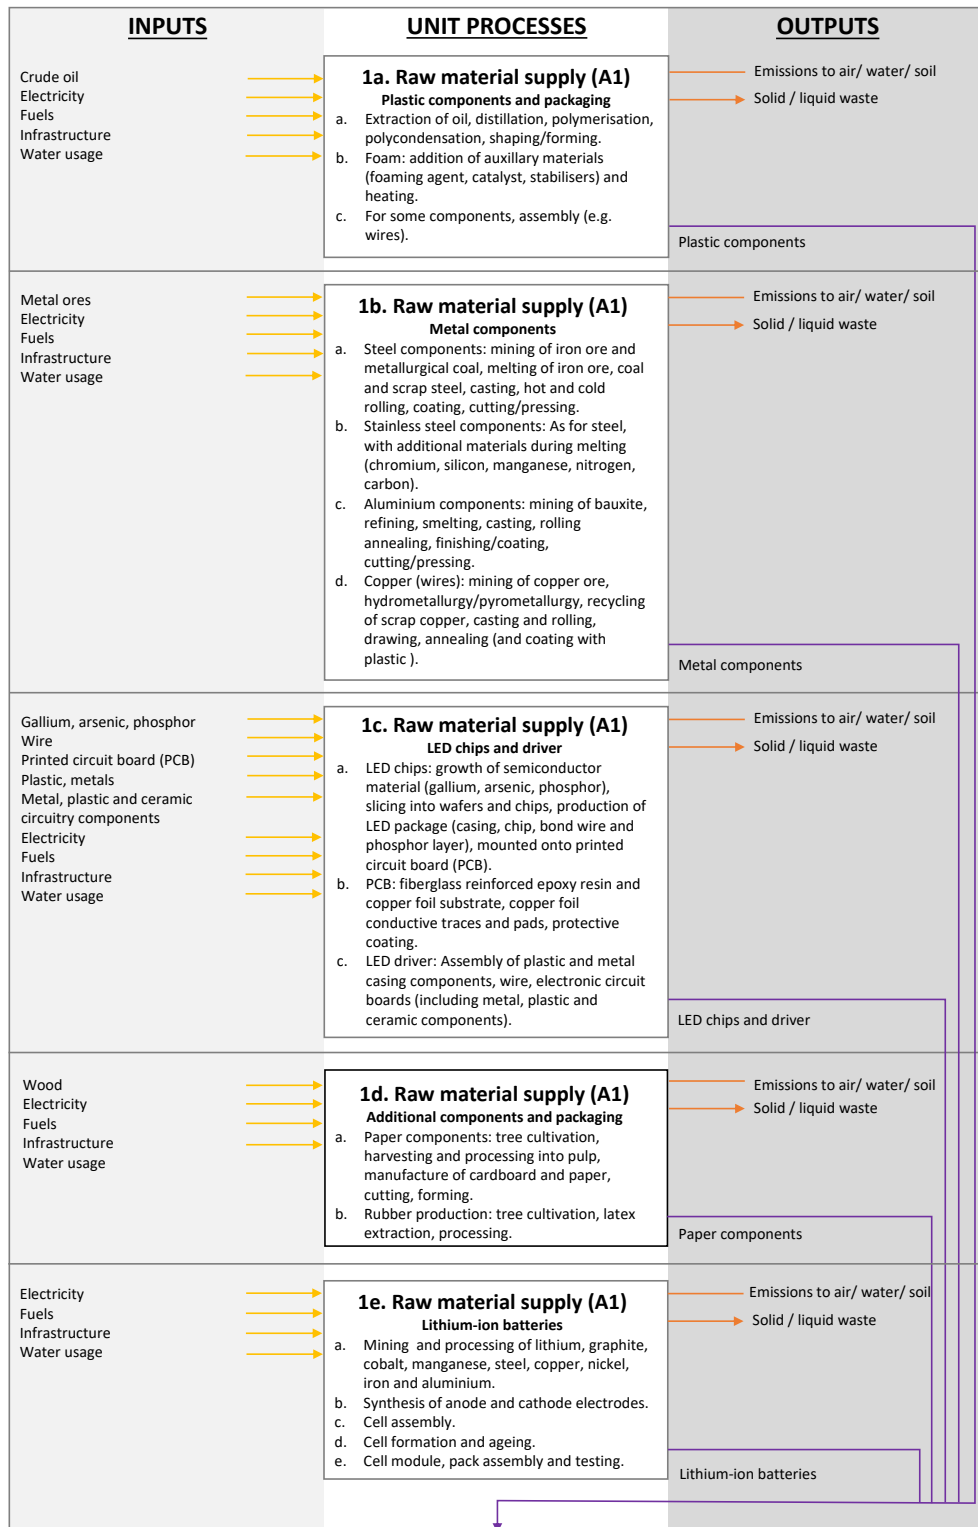 INPUTS
UNIT PROCESSES
OUTPUTS
Crude oil
Electricity
Fuels
Infrastructure
Water usage
1a. Raw material supply (A1)
Plastic components and packaging
a. Extraction of oil, distillation, polymerisation,
polycondensation, shaping/forming.
b. Foam: addition of auxillary materials
(foaming agent, catalyst, stabilisers) and
heating.
c. For some components, assembly (e.g.
wires).
Emissions to air/ water/ soil
Solid / liquid waste
Plastic components
Metal ores
Electricity
Fuels
Infrastructure
Water usage
1b. Raw material supply (A1)
Metal components
a. Steel components: mining of iron ore and
metallurgical coal, melting of iron ore, coal
and scrap steel, casting, hot and cold
rolling, coating, cutting/pressing.
b. Stainless steel components: As for steel,
with additional materials during melting
(chromium, silicon, manganese, nitrogen,
carbon).
c. Aluminium components: mining of bauxite,
refining, smelting, casting, rolling
annealing, finishing/coating,
cutting/pressing.
d. Copper (wires): mining of copper ore,
hydrometallurgy/pyrometallurgy, recycling
of scrap copper, casting and rolling,
drawing, annealing (and coating with
plastic ).
Emissions to air/ water/ soil
Solid / liquid waste
Metal components
Gallium, arsenic, phosphor
Wire
Printed circuit board (PCB)
Plastic, metals
Metal, plastic and ceramic
circuitry components
Electricity
Fuels
Infrastructure
Water usage
1c. Raw material supply (A1)
LED chips and driver
a. LED chips: growth of semiconductor
material (gallium, arsenic, phosphor),
slicing into wafers and chips, production of
LED package (casing, chip, bond wire and
phosphor layer), mounted onto printed
circuit board (PCB).
b. PCB: fiberglass reinforced epoxy resin and
copper foil substrate, copper foil
conductive traces and pads, protective
coating.
c. LED driver: Assembly of plastic and metal
casing components, wire, electronic circuit
boards (including metal, plastic and
ceramic components).
Emissions to air/ water/ soil
Solid / liquid waste
LED chips and driver
Wood
Electricity
Fuels
Infrastructure
Water usage
1d. Raw material supply (A1)
Additional components and packaging
a. Paper components: tree cultivation,
harvesting and processing into pulp,
manufacture of cardboard and paper,
cutting, forming.
b. Rubber production: tree cultivation, latex
extraction, processing.
Emissions to air/ water/ soil
Solid / liquid waste
Paper components
Electricity
Fuels
Infrastructure
Water usage
1e. Raw material supply (A1)
Lithium-ion batteries
a. Mining and processing of lithium, graphite,
cobalt, manganese, steel, copper, nickel,
iron and aluminium.
b. Synthesis of anode and cathode electrodes.
c. Cell assembly.
d. Cell formation and ageing.
e. Cell module, pack assembly and testing.
Emissions to air/ water/ soil
Solid / liquid waste
Lithium-ion batteries